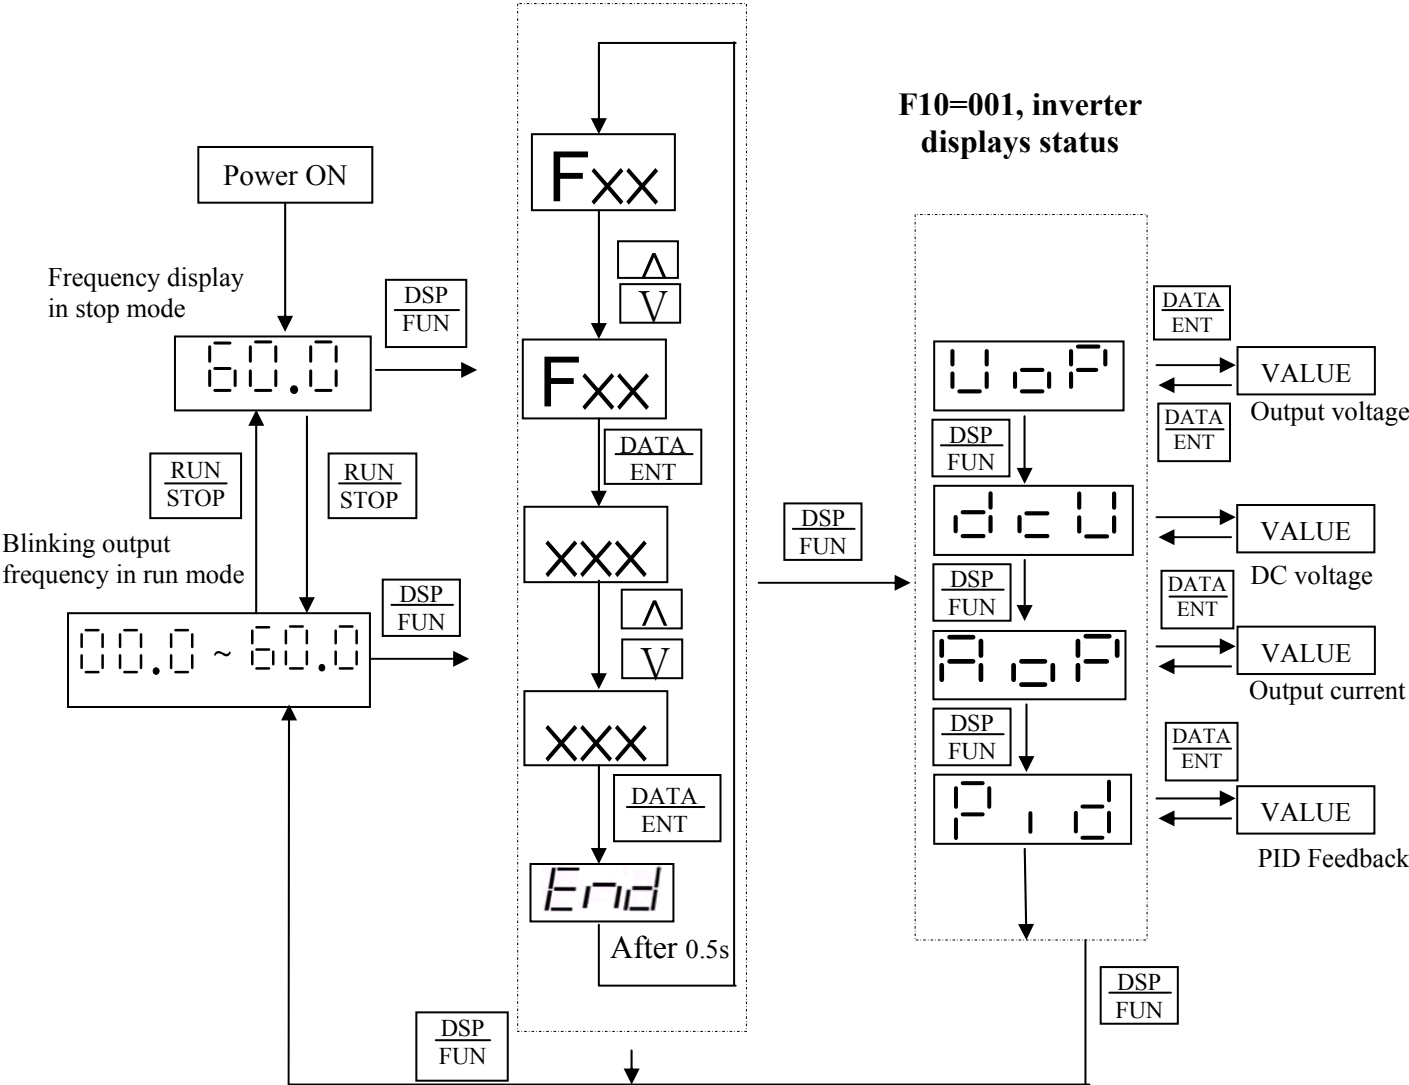 F10=001, inverter
displays status
Power ON
Frequency display
in stop mode
60.0
DSP
FUN
RUN
STOP
RUN
STOP
Blinking output
frequency in run mode
00.0 ~ 60.0
DSP
FUN
Fxx
∧
V
Fxx
DATA
ENT
xxx
∧
V
xxx
DATA
ENT
End
After 0.5s
DSP
FUN
UoP
DATA
ENT
VALUE
Output voltage
DATA
ENT
DSP
FUN
dcU
VALUE
DC voltage
DSP
FUN
AoP
DATA
ENT
VALUE
Output current
DSP
FUN
Pid
DATA
ENT
VALUE
PID Feedback
DSP
FUN
DSP
FUN